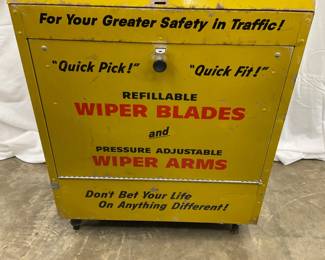 For Your Greater Safety In Traffic!
"Quick Pick!" "Quick Fit!"
REFILLABLE
WIPER BLADES
and
PRESSURE ADJUSTABLE
WIPER ARMS
Don't Bet Your Life
On Anything Different!